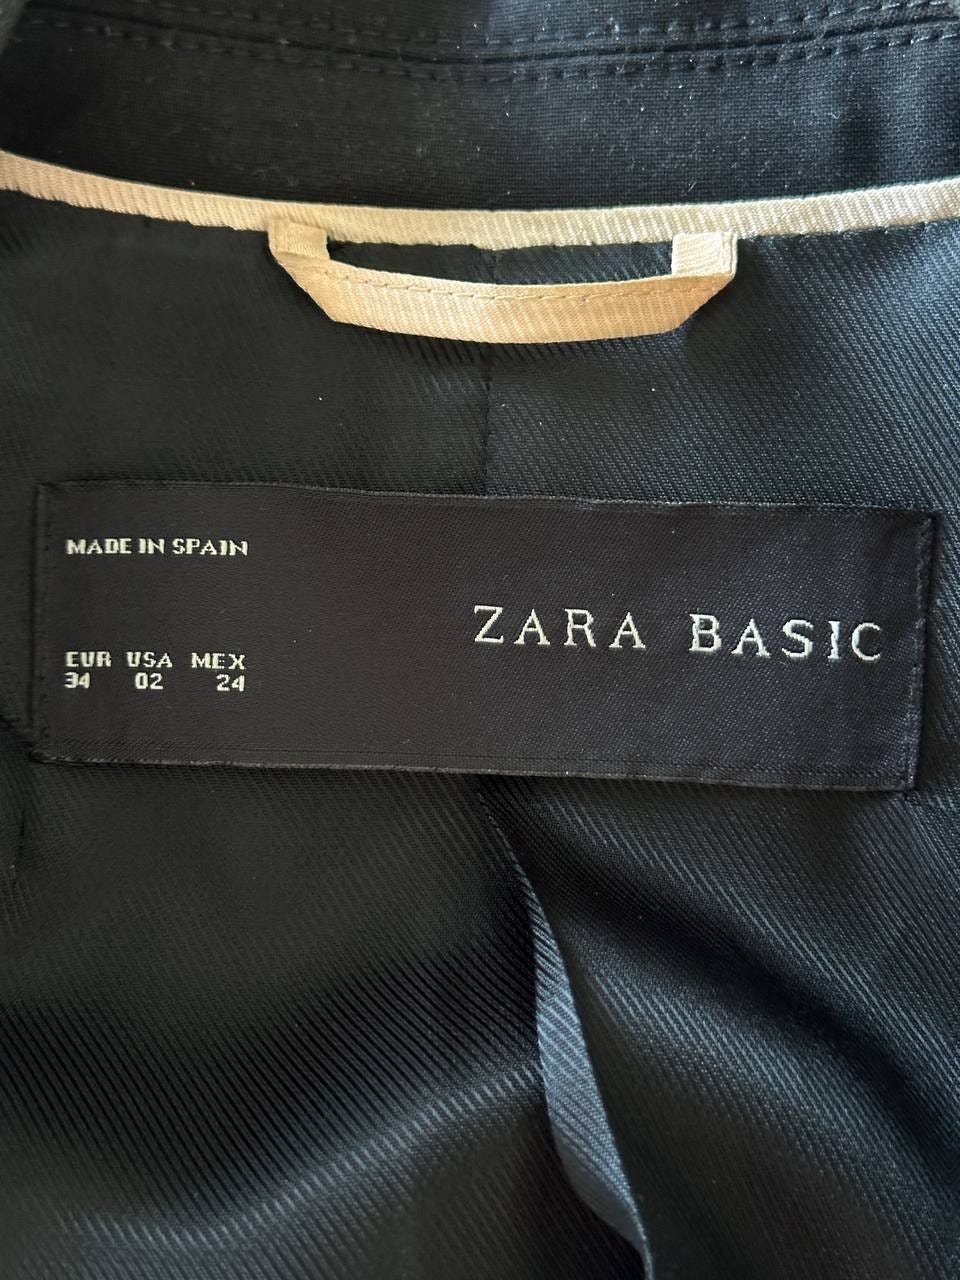 MADE IN SPAIN
ZARA BASIC
EUR USA MEX
34 02 24